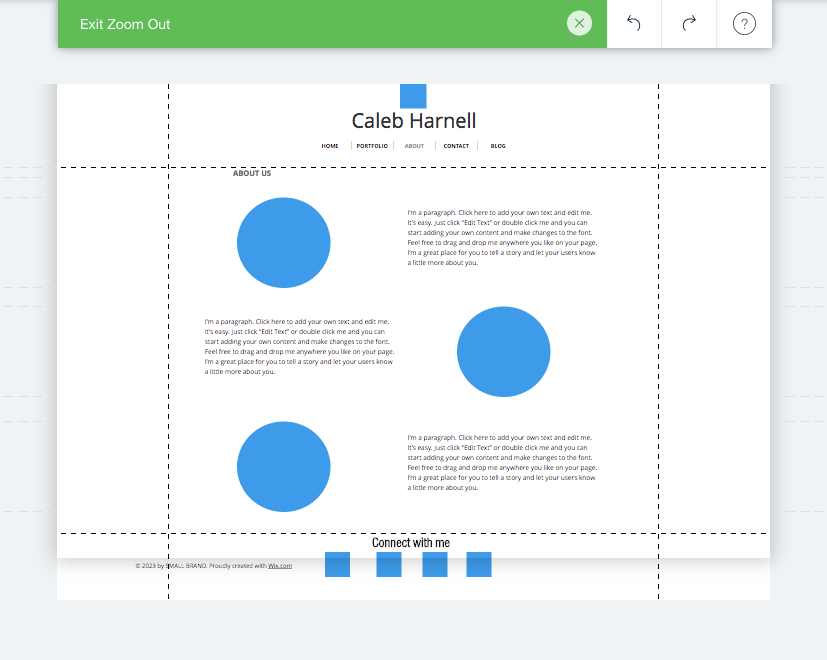 Exit Zoom Out
?
Caleb Harnell
HOME PORTFOLIO ABOUT CONTACT BLOG
ABOUT US
I'm a paragraph. Click here to add your own text and edit me.
It's easy. Just click "Edit Text" or double click me and you can
start adding your own content and make changes to the font.
Feel free to drag and drop me anywhere you like on your page.
I'm a great place for you to tell a story and let your users know
a little more about you.
I'm a paragraph. Click here to add your own text and edit me.
It's easy. Just click "Edit Text" or double click me and you can
start adding your own content and make changes to the font.
Feel free to drag and drop me anywhere you like on your page.
I'm a great place for you to tell a story and let your users know
a little more about you.
I'm a paragraph. Click here to add your own text and edit me.
It's easy. Just click "Edit Text" or double click me and you can
start adding your own content and make changes to the font.
Feel free to drag and drop me anywhere you like on your page.
I'm a great place for you to tell a story and let your users know
a little more about you.
Connect with me
© 2023 by SMALL BRAND. Proudly created with Wix.com